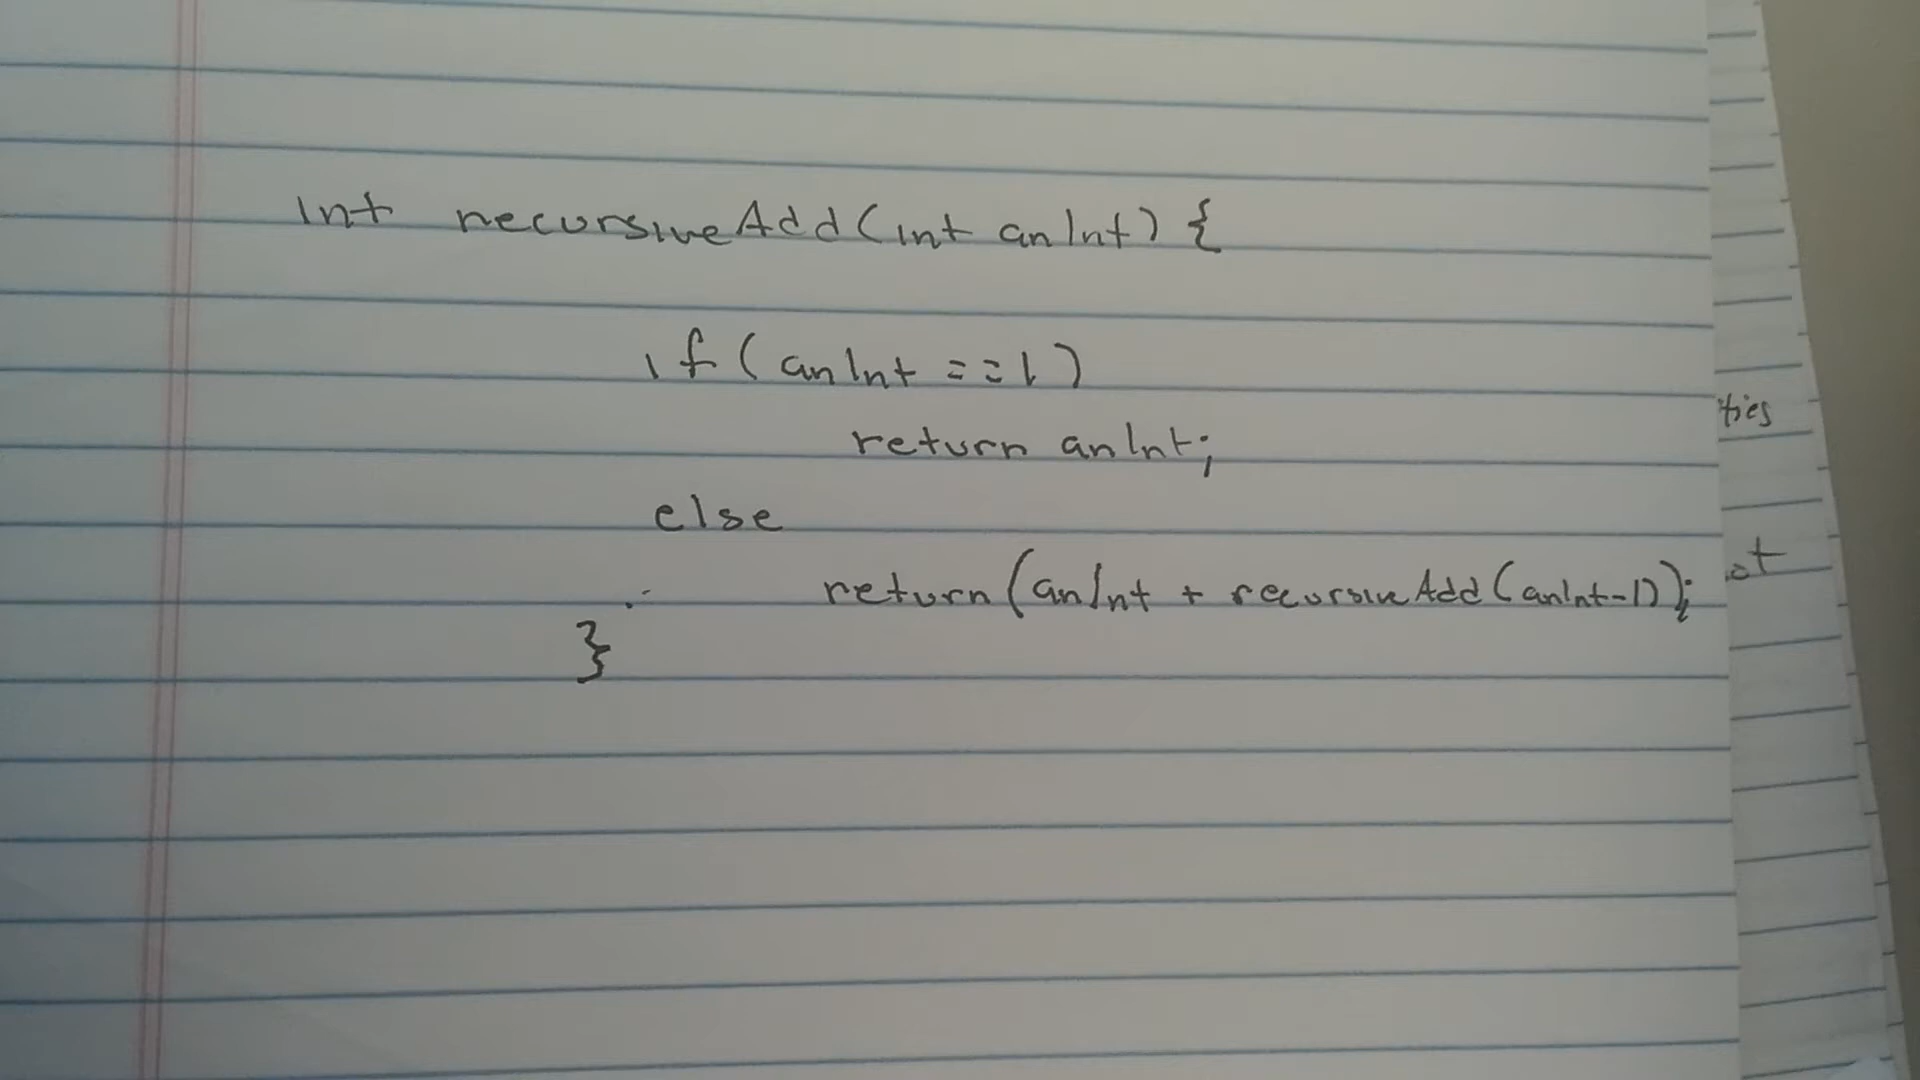 int recursiveAdd(int anInt) {
if(anInt ==1)
return anInt;
else
return(anInt + recursiveAdd(anInt-1));
}